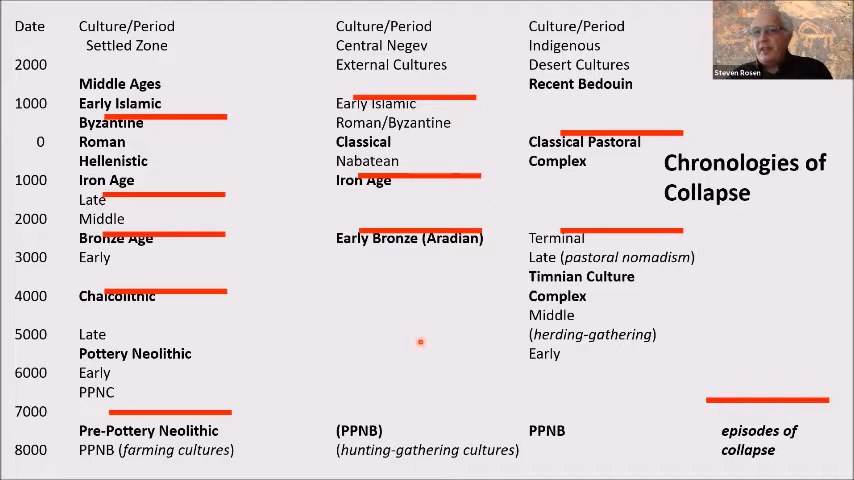 Date Culture/Period Culture/Period Culture/Period
Settled Zone Central Negev Indigenous
2000 External Cultures Desert Cultures
Steven Rosen
Middle Ages Recent Bedouin
1000 Early Islamic Early Islamic
Byzantine Roman/Byzantine
0 Roman Classical Classical Pastoral
Hellenistic Nabatean Complex
Chronologies of
Collapse
1000 Iron Age Iron Age
Late
2000 Middle
Bronze Age Early Bronze (Aradian) Terminal
3000 Early Late (pastoral nomadism)
Timnian Culture
4000 Chalcolithic Complex
Middle
5000 Late (herding-gathering)
Pottery Neolithic Early
6000 Early
PPNC
7000
Pre-Pottery Neolithic (PPNB) PPNB episodes of
8000 PPNB (farming cultures) (hunting-gathering cultures) collapse